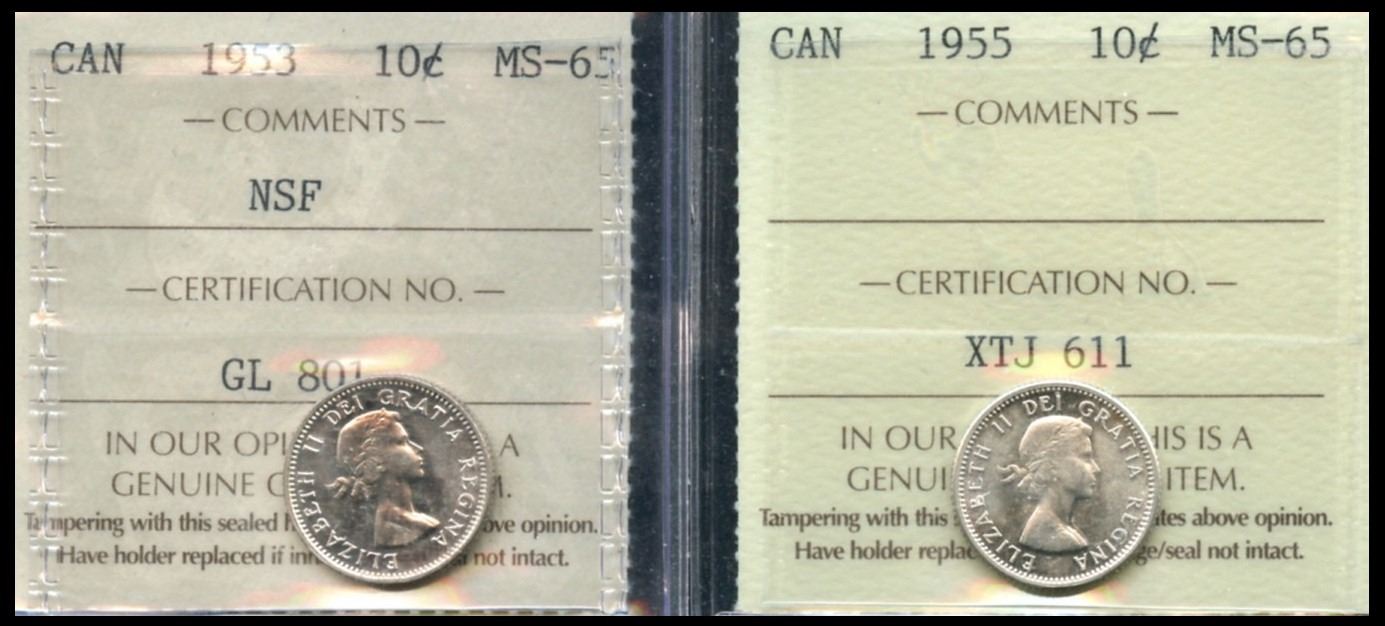 CAN 1953 10¢ MS-65
— COMMENTS —
NSF
— CERTIFICATION NO. —
GL 801
IN OUR OPI A
GENUINE
Tampering with this sealed ove opinion.
Have holder replaced if inn not intact.
ELIZABETH II DEI GRATIA REGINA
CAN 1955 10¢ MS-65
— COMMENTS —
— CERTIFICATION NO. —
XTJ 611
IN OUR HIS IS A
GENUI ITEM.
Tampering with this tes above opinion.
Have holder replac ge/seal not intact.
ELIZABETH II DEI GRATIA REGINA